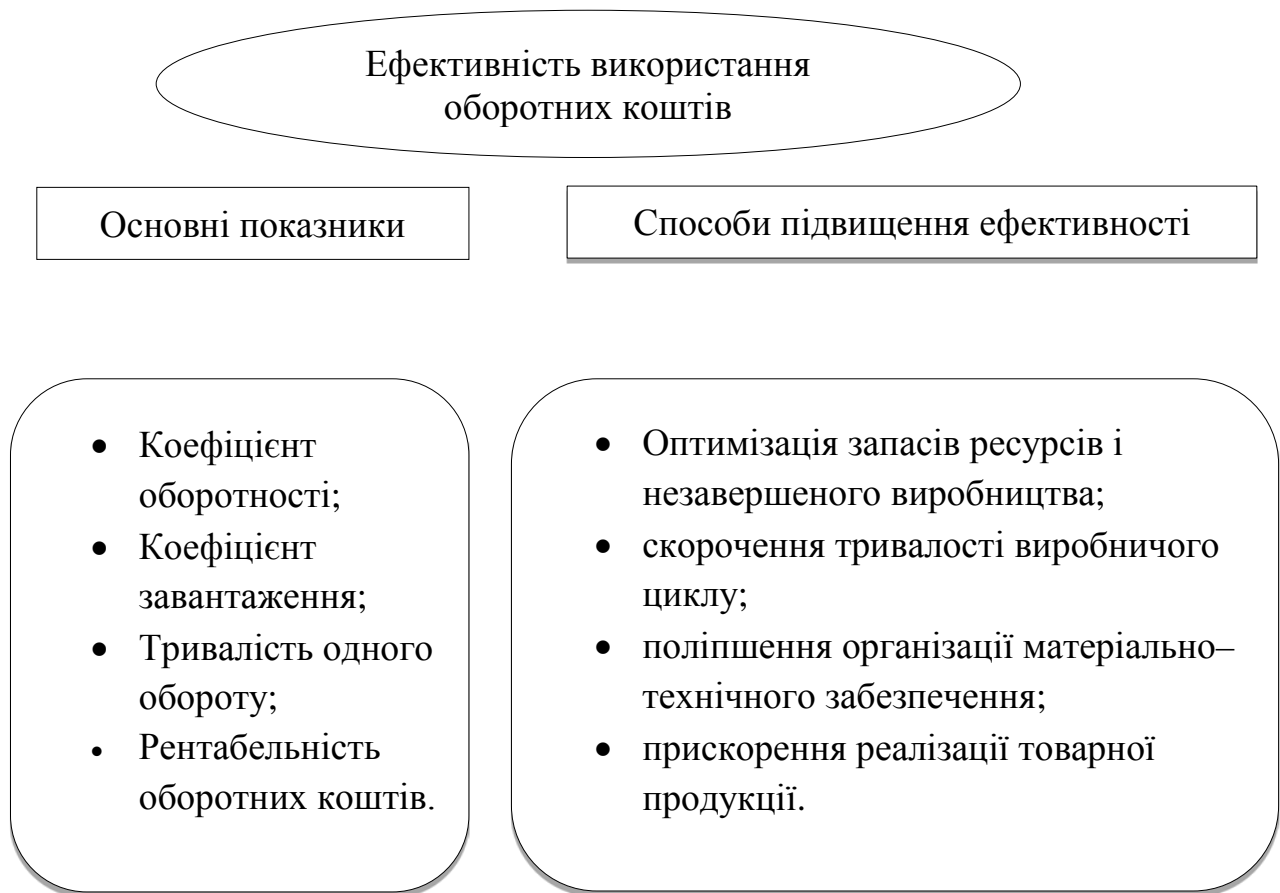 Ефективність використання
оборотних коштів
Основні показники
Способи підвищення ефективності
• Коефіцієнт
оборотності;
• Коефіцієнт
завантаження;
• Тривалість одного
обороту;
• Рентабельність
оборотних коштів.
• Оптимізація запасів ресурсів і
незавершеного виробництва;
• скорочення тривалості виробничого
циклу;
• поліпшення організації матеріально–
технічного забезпечення;
• прискорення реалізації товарної
продукції.